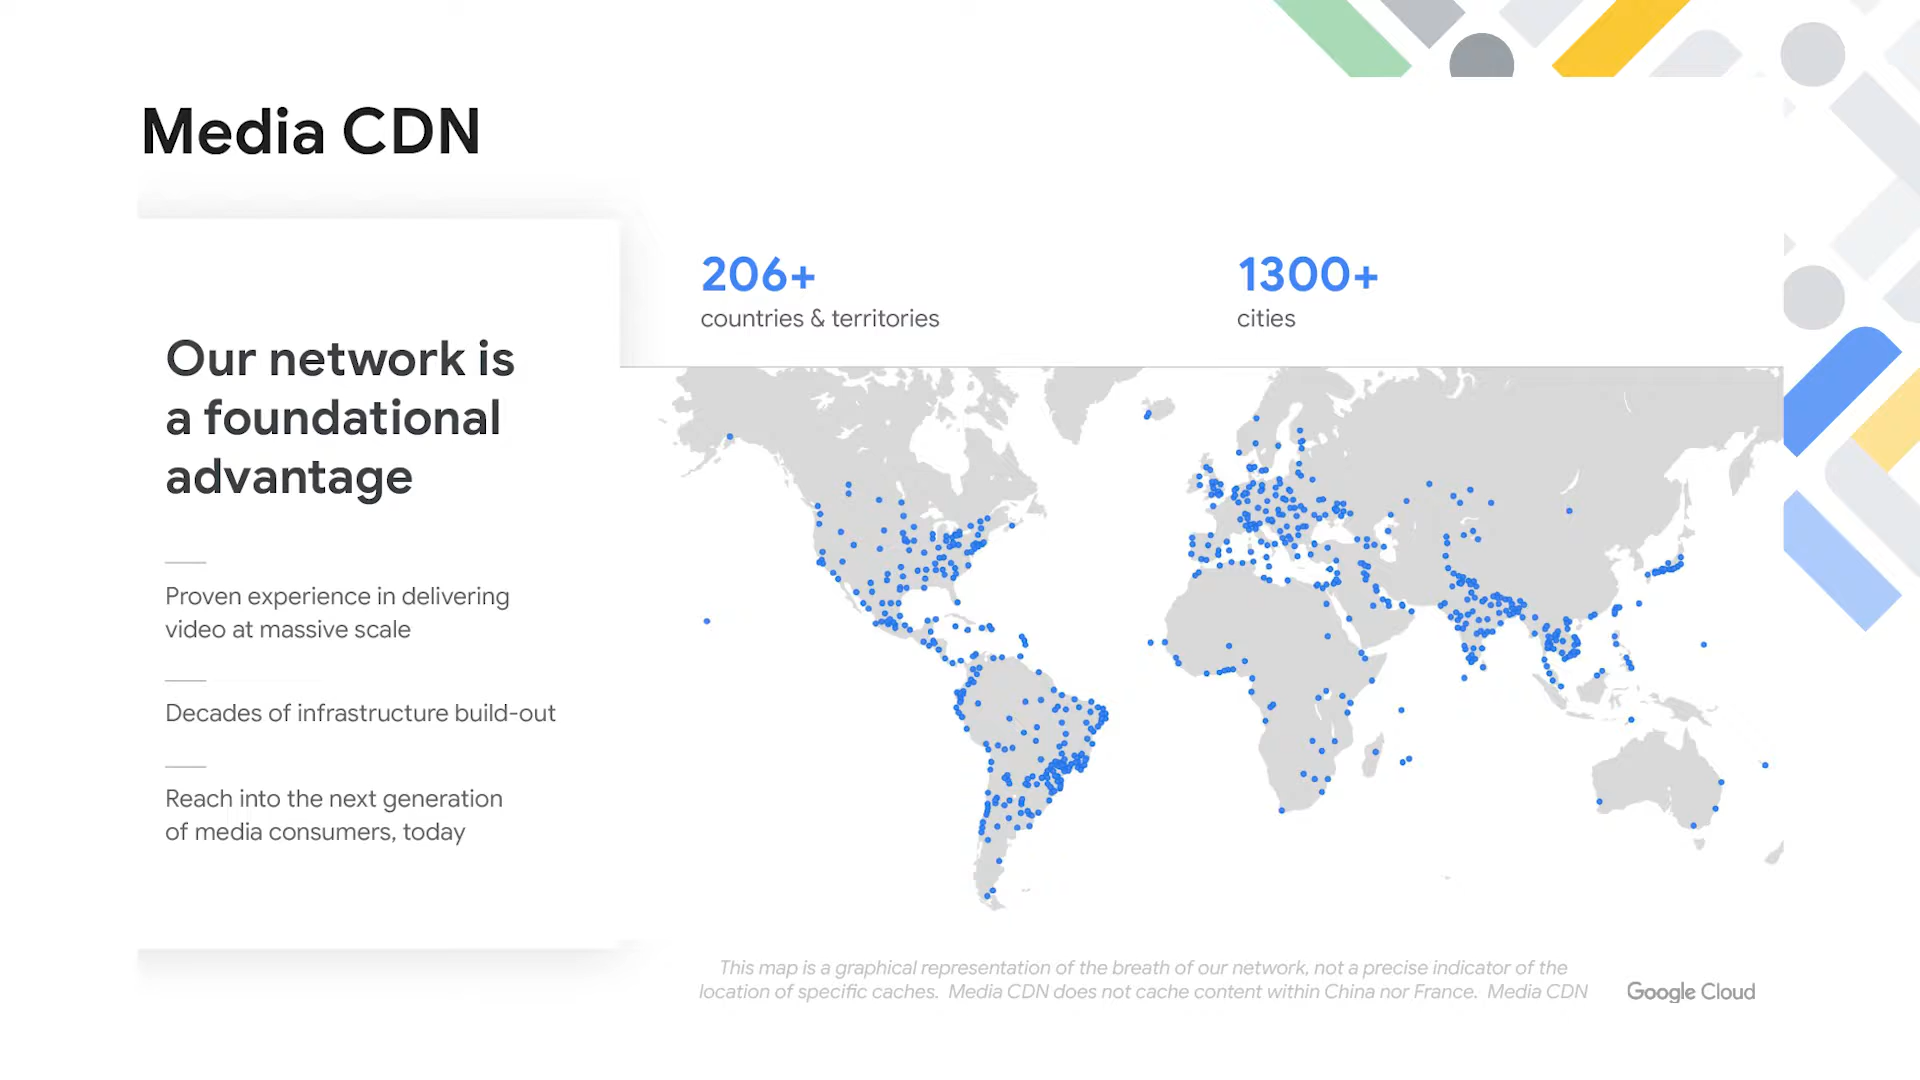 Media CDN
Our network is
a foundational
advantage
Proven experience in delivering
video at massive scale
Decades of infrastructure build-out
Reach into the next generation
of media consumers, today
206+
countries & territories
1300+
cities
This map is a graphical representation of the breath of our network, not a precise indicator of the
location of specific caches. Media CDN does not cache content within China nor France. Media CDN
Google Cloud